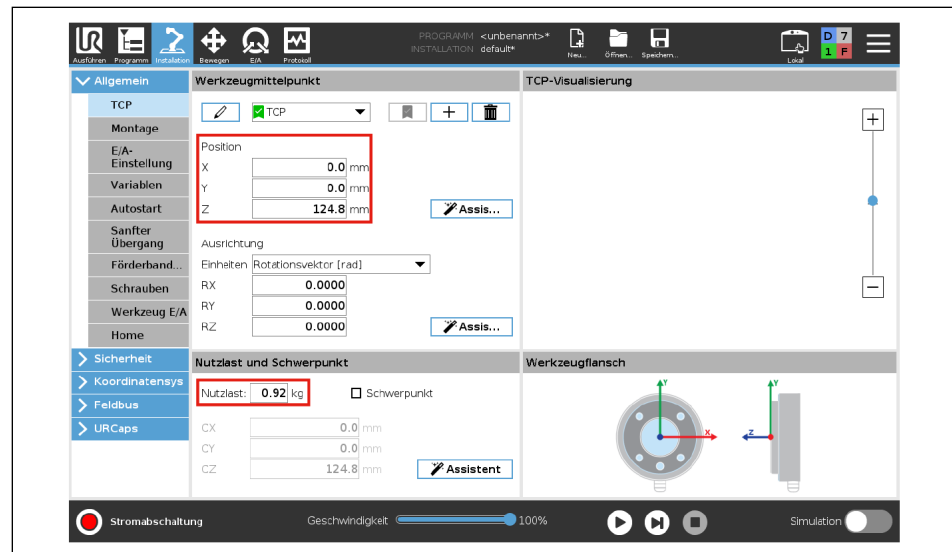 UR
PROGRAMM <unbenannt>*
INSTALLATION default*
Ausführen Programm Installation Bewegen E/A Protokoll
Neu... Öffnen... Speichern...
Lokal
D 7
1 F
Allgemein
TCP
Montage
E/A-
Einstellung
Variablen
Autostart
Sanfter
Übergang
Förderband...
Schrauben
Werkzeug E/A
Home
Sicherheit
Koordinatensys
Feldbus
URCaps
Werkzeugmittelpunkt
TCP
Position
X 0.0 mm
Y 0.0 mm
Z 124.8 mm
Assis...
Ausrichtung
Einheiten Rotationsvektor [rad]
RX 0.0000
RY 0.0000
RZ 0.0000
Assis...
Nutzlast und Schwerpunkt
Nutzlast: 0.92 kg
Schwerpunkt
CX 0.0 mm
CY 0.0 mm
CZ 124.8 mm
Assistent
TCP-Visualisierung
Werkzeugflansch
Y
X
Y
Z
Stromabschaltung
Geschwindigkeit 100%
Simulation